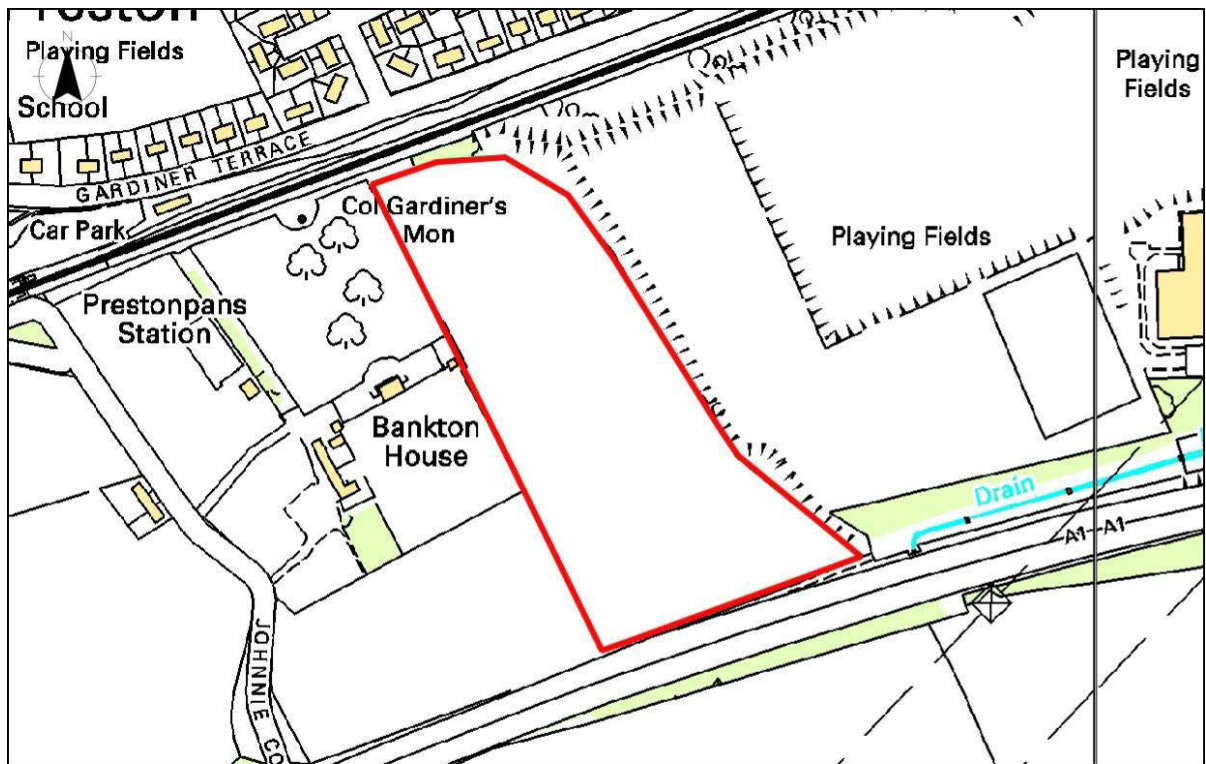 Playing Fields
N
School
GARDINER TERRACE
Car Park
Col Gardiner's
Mon
Prestonpans
Station
Bankton
House
Playing Fields
Playing
Fields
Drain
A1
A1
JOHNNIE